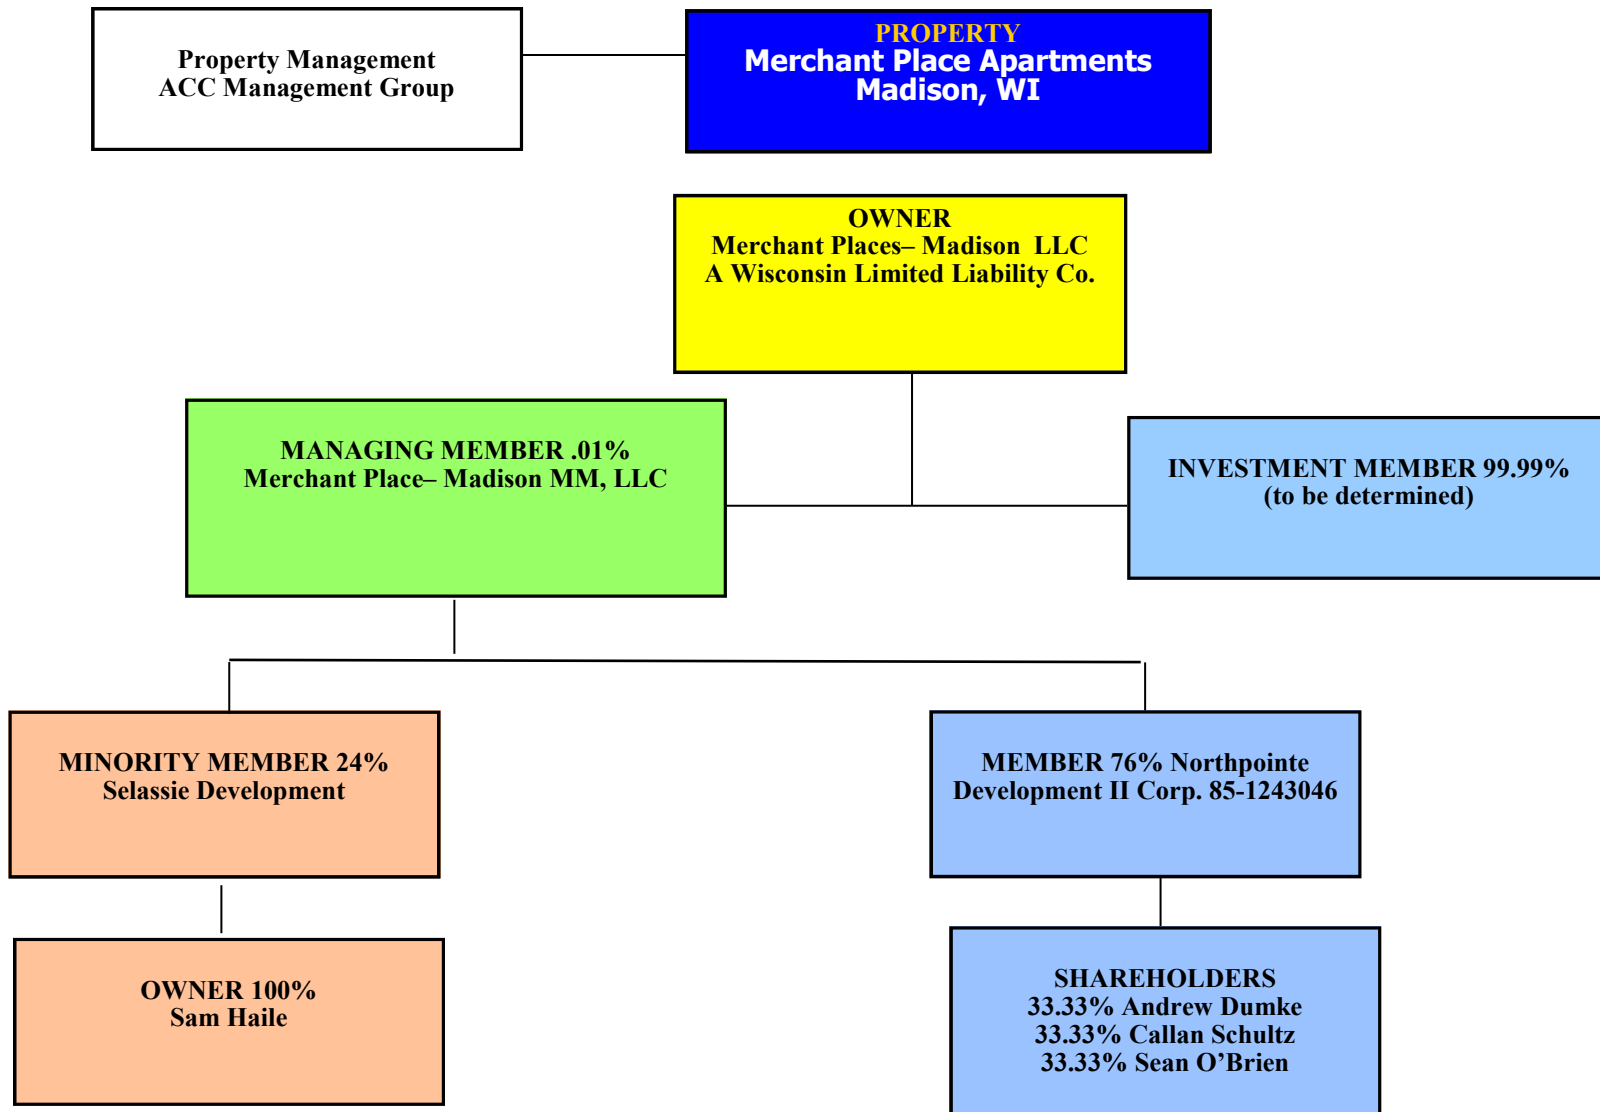 Property Management
ACC Management Group
PROPERTY
Merchant Place Apartments
Madison, WI
OWNER
Merchant Places– Madison  LLC
A Wisconsin Limited Liability Co.
MANAGING MEMBER .01%
Merchant Place– Madison MM, LLC
INVESTMENT MEMBER 99.99%
(to be determined)
MINORITY MEMBER 24%
Selassie Development
MEMBER 76% Northpointe
Development II Corp. 85-1243046
OWNER 100%
Sam Haile
SHAREHOLDERS
33.33% Andrew Dumke
33.33% Callan Schultz
33.33% Sean O’Brien